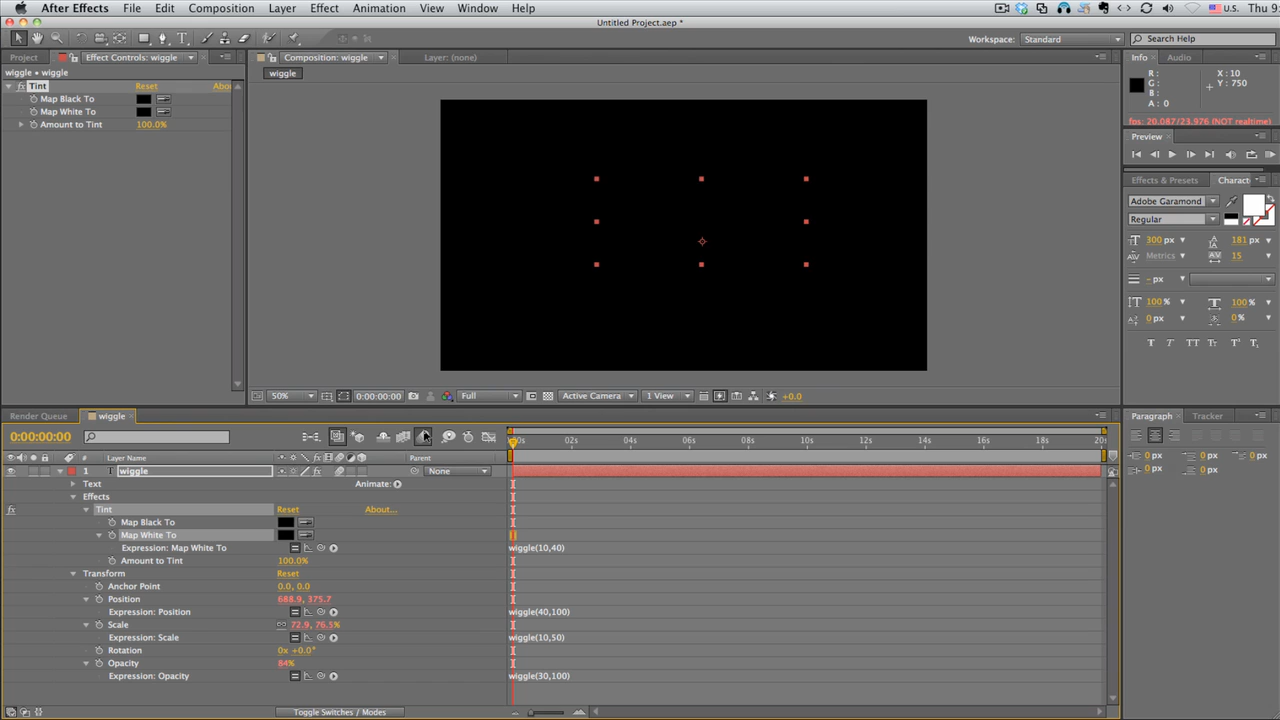 After Effects File Edit Composition Layer Effect Animation View Window Help U.S. Thu 9
Untitled Project.aep *
Workspace: Standard Search Help
Project Effect Controls: wiggle Composition: wiggle Layer: (none) Info Audio
wiggle • wiggle wiggle
fx Tint Reset Abou
Map Black To
Map White To
Amount to Tint 100.0%
R: X: 10
G: Y: 750
B:
A: 0
fps: 20.087/23.976 (NOT realtime)
Preview
Effects & Presets Charact
Adobe Garamond
Regular
300 px 181 px
Metrics 15
- px
100% 100%
0 px 0%
T T TT Tr T' T,
50% 0:00:00:00 Full Active Camera 1 View +0.0
Render Queue wiggle Paragraph Tracker
0:00:00:00 :00s 02s 04s 06s 08s 10s 12s 14s 16s 18s 20s
0 px 0 px 0 px
0 px 0 px
# Layer Name Parent
1 T wiggle fx None
Text Animate:
Effects
fx Tint Reset About...
Map Black To
Map White To
Expression: Map White To wiggle(10,40)
Amount to Tint 100.0%
Transform Reset
Anchor Point 0.0, 0.0
Position 688.9, 375.7
Expression: Position wiggle(40,100)
Scale 72.9, 76.5%
Expression: Scale wiggle(10,50)
Rotation 0x +0.0°
Opacity 84%
Expression: Opacity wiggle(30,100)
Toggle Switches / Modes